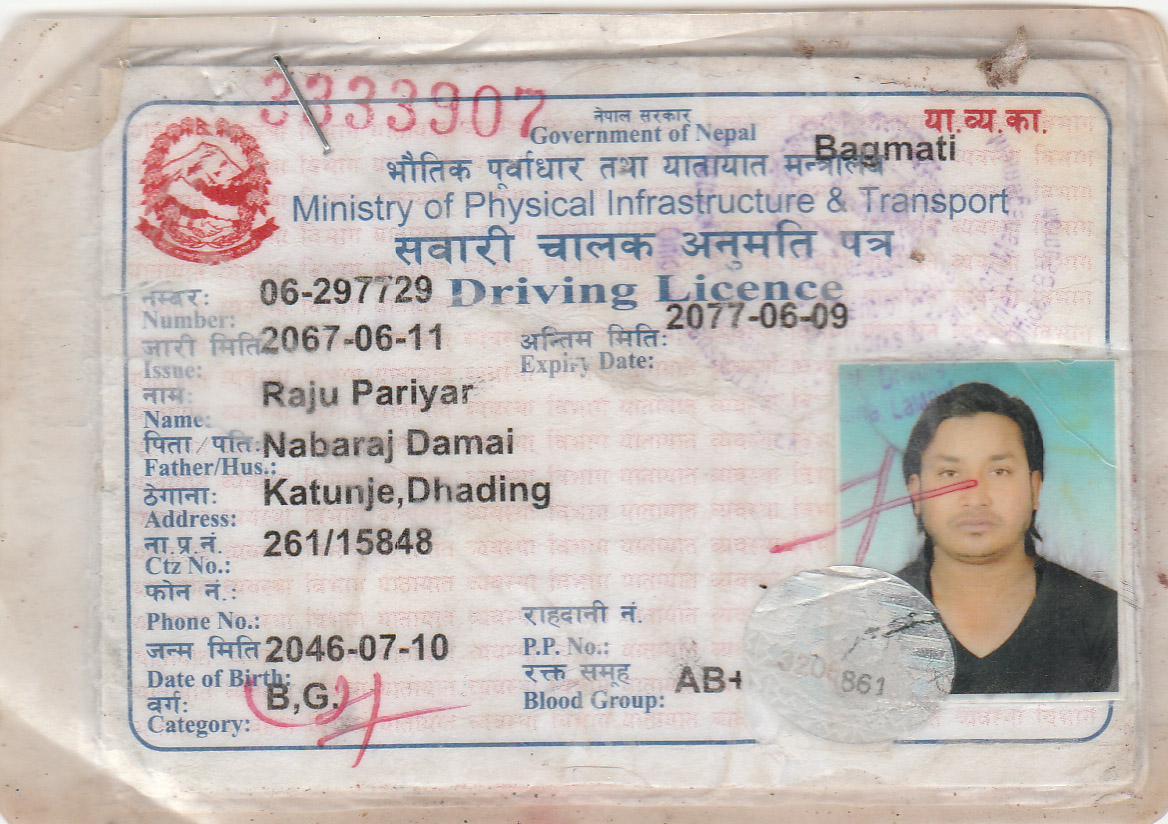 3333907
नेपाल सरकार
Government of Nepal
या.व्य.का.
Bagmati
भौतिक पूर्वाधार तथा यातायात मन्त्रालय
Ministry of Physical Infrastructure & Transport
सवारी चालक अनुमति पत्र
Driving Licence
नम्बर: 06-297729
Number:
जारी मिति: 2067-06-11
Issue:
अन्तिम मिति: 2077-06-09
Expiry Date:
नाम: Raju Pariyar
Name:
पिता/पति: Nabaraj Damai
Father/Hus.:
ठेगाना: Katunje,Dhading
Address:
ना.प्र.नं. 261/15848
Ctz No.:
फोन नं.:
Phone No.:
राहदानी नं.
P.P. No.:
जन्म मिति 2046-07-10
Date of Birth:
रक्त समूह AB+
Blood Group:
वर्ग: B,G.
Category:
861